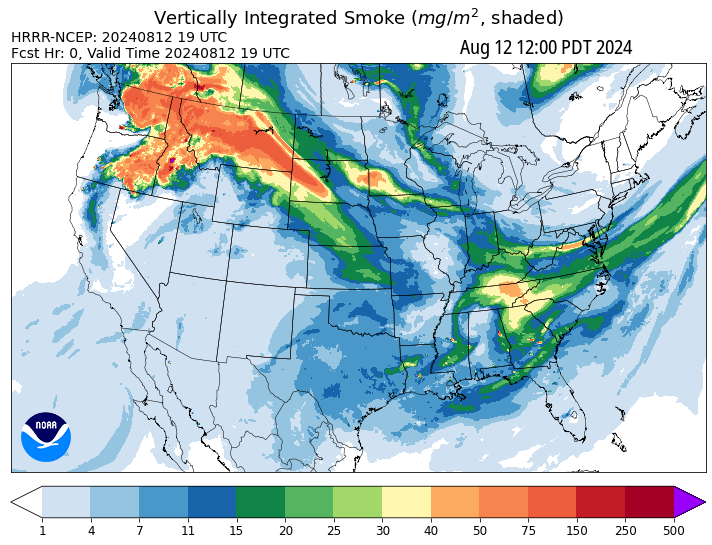 Vertically Integrated Smoke (mg/m², shaded)
HRRR-NCEP: 20240812 19 UTC
Fcst Hr: 0, Valid Time 20240812 19 UTC
Aug 12 12:00 PDT 2024
NOAA
1 4 7 11 15 20 25 30 40 50 75 150 250 500